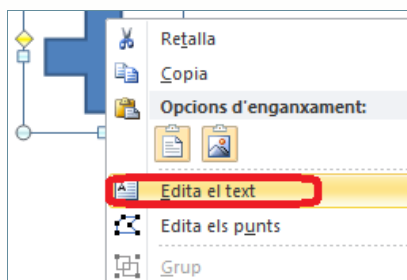 Retalla
Copia
Opcions d'enganxament:
Edita el text
Edita els punts
Grup